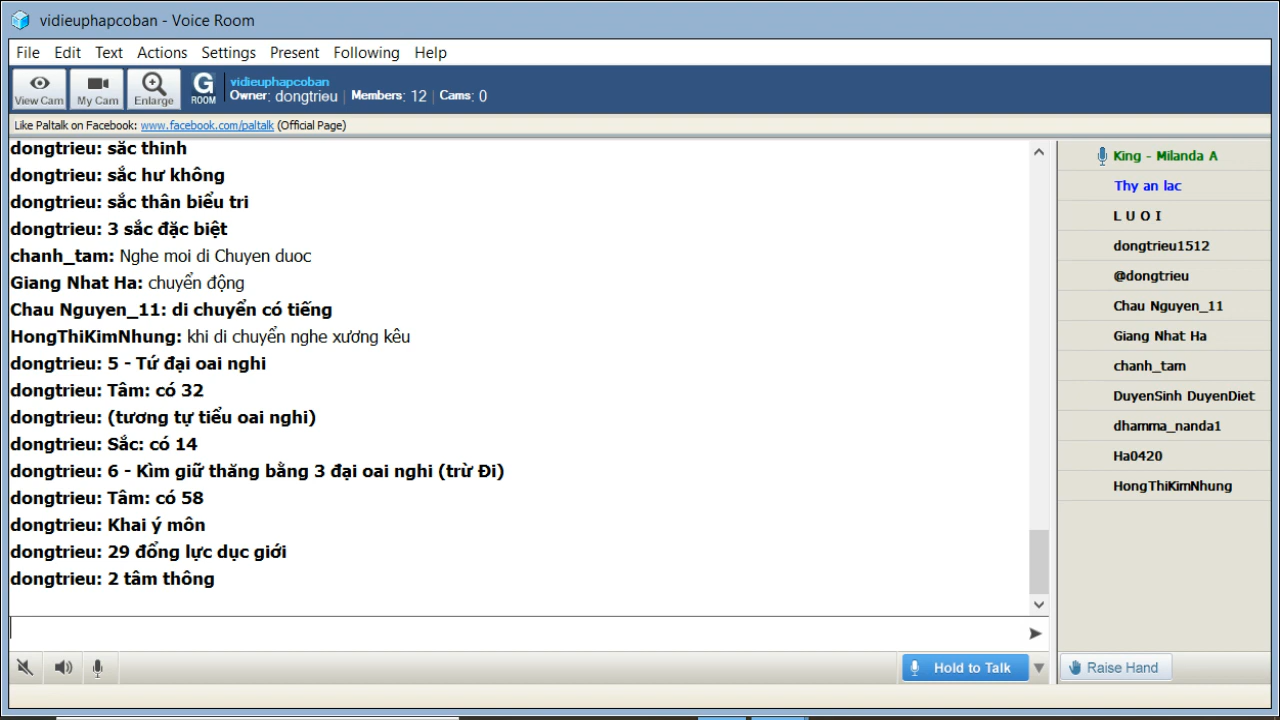 vidieuphapcoban - Voice Room
File Edit Text Actions Settings Present Following Help
View Cam My Cam Enlarge G ROOM
vidieuphapcoban
Owner: dongtrieu | Members: 12 | Cams: 0
Like Paltalk on Facebook: www.facebook.com/paltalk (Official Page)
dongtrieu: sắc thinh
dongtrieu: sắc hư không
dongtrieu: sắc thân biểu tri
dongtrieu: 3 sắc đặc biệt
chanh_tam: Nghe moi di Chuyen duoc
Giang Nhat Ha: chuyển động
Chau Nguyen_11: di chuyển có tiếng
HongThiKimNhung: khi di chuyển nghe xương kêu
dongtrieu: 5 - Tứ đại oai nghi
dongtrieu: Tâm: có 32
dongtrieu: (tương tự tiểu oai nghi)
dongtrieu: Sắc: có 14
dongtrieu: 6 - Kìm giữ thăng bằng 3 đại oai nghi (trừ Đi)
dongtrieu: Tâm: có 58
dongtrieu: Khai ý môn
dongtrieu: 29 đổng lực dục giới
dongtrieu: 2 tâm thông
King - Milanda A
Thy an lac
L U O I
dongtrieu1512
@dongtrieu
Chau Nguyen_11
Giang Nhat Ha
chanh_tam
DuyenSinh DuyenDiet
dhamma_nanda1
Ha0420
HongThiKimNhung
Hold to Talk
Raise Hand